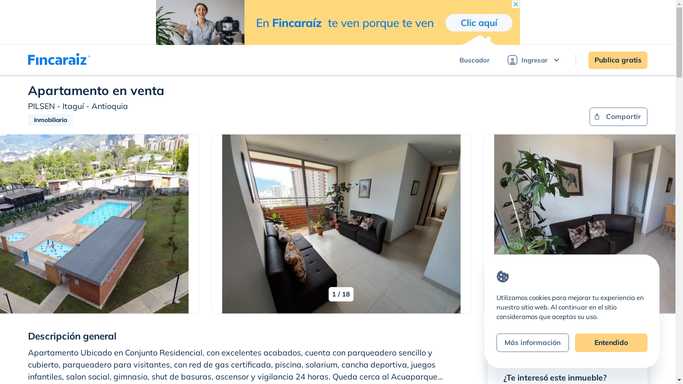 En Fincaraíz te ven porque te ven
Clic aquí
Fincaraiz
Buscador
Ingresar
Publica gratis
Apartamento en venta
PILSEN - Itaguí - Antioquia
Inmobiliaria
Compartir
1 / 18
Utilizamos cookies para mejorar tu experiencia en
nuestro sitio web. Al continuar en el sitio
consideramos que aceptas su uso.
Más información
Entendido
Descripción general
Apartamento Ubicado en Conjunto Residencial, con excelentes acabados, cuenta con parqueadero sencillo y
cubierto, parqueadero para visitantes, con red de gas certificada, piscina, solarium, cancha deportiva, juegos
infantiles, salon social, gimnasio, shut de basuras, ascensor y vigilancia 24 horas. Queda cerca al Acuaparque...
¿Te interesó este inmueble?